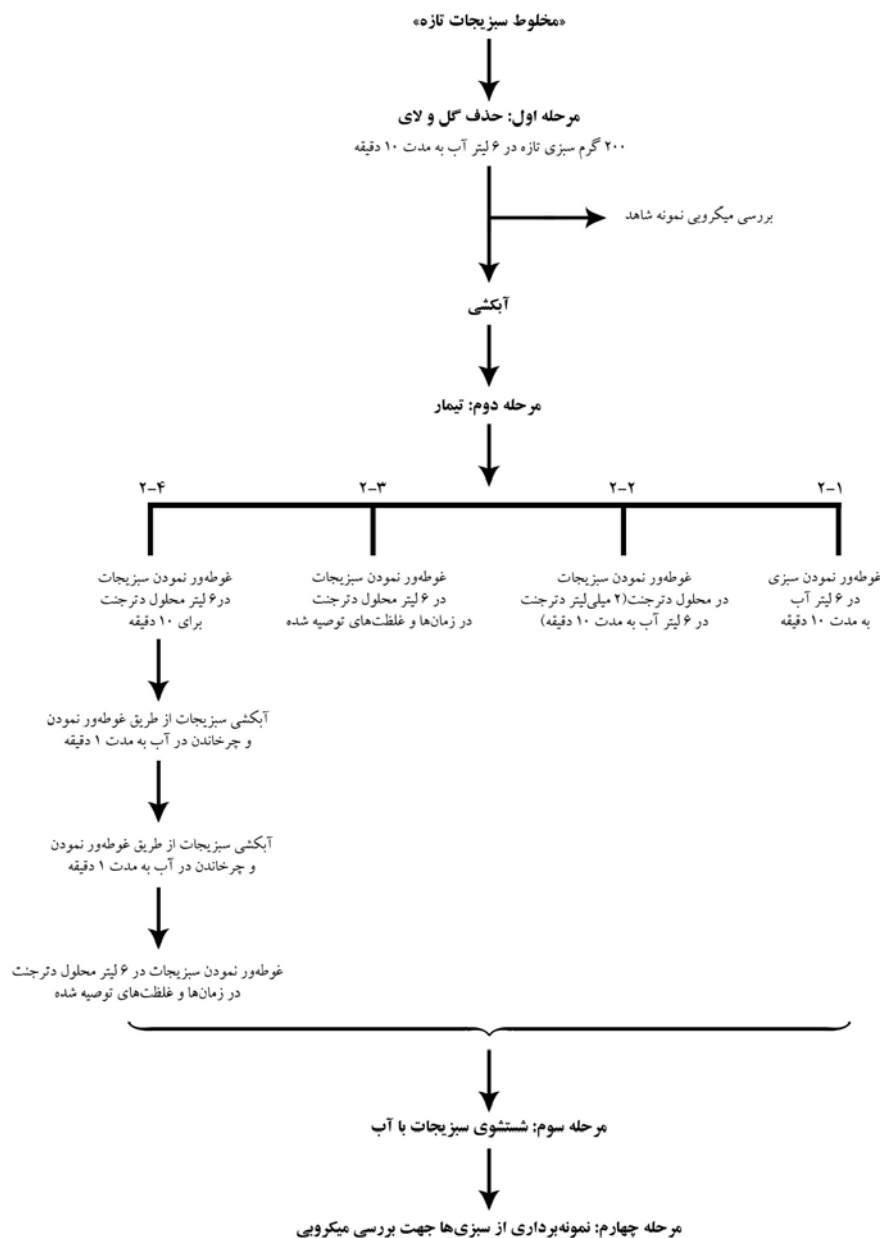 «مخلوط سبزیجات تازه»
مرحله اول: حذف گل و لای
۲۰۰ گرم سبزی تازه در ۶ لیتر آب به مدت ۱۰ دقیقه
بررسی میکروبی نمونه شاهد
آبکشی
مرحله دوم: تیمار
۲-۱
غوطه‌ور نمودن سبزی
در ۶ لیتر آب
به مدت ۱۰ دقیقه
۲-۲
غوطه‌ور نمودن سبزیجات
در محلول دترجنت(۲ میلی‌لیتر دترجنت
در ۶ لیتر آب به مدت ۱۰ دقیقه)
۲-۳
غوطه‌ور نمودن سبزیجات
در ۶ لیتر محلول دترجنت
در زمان‌ها و غلظت‌های توصیه شده
۲-۴
غوطه‌ور نمودن سبزیجات
در۶ لیتر محلول دترجنت
برای ۱۰ دقیقه
آبکشی سبزیجات از طریق غوطه‌ور نمودن
و چرخاندن در آب به مدت ۱ دقیقه
آبکشی سبزیجات از طریق غوطه‌ور نمودن
و چرخاندن در آب به مدت ۱ دقیقه
غوطه‌ور نمودن سبزیجات در ۶ لیتر محلول دترجنت
در زمان‌ها و غلظت‌های توصیه شده
مرحله سوم: شستشوی سبزیجات با آب
مرحله چهارم: نمونه‌برداری از سبزی‌ها جهت بررسی میکروبی